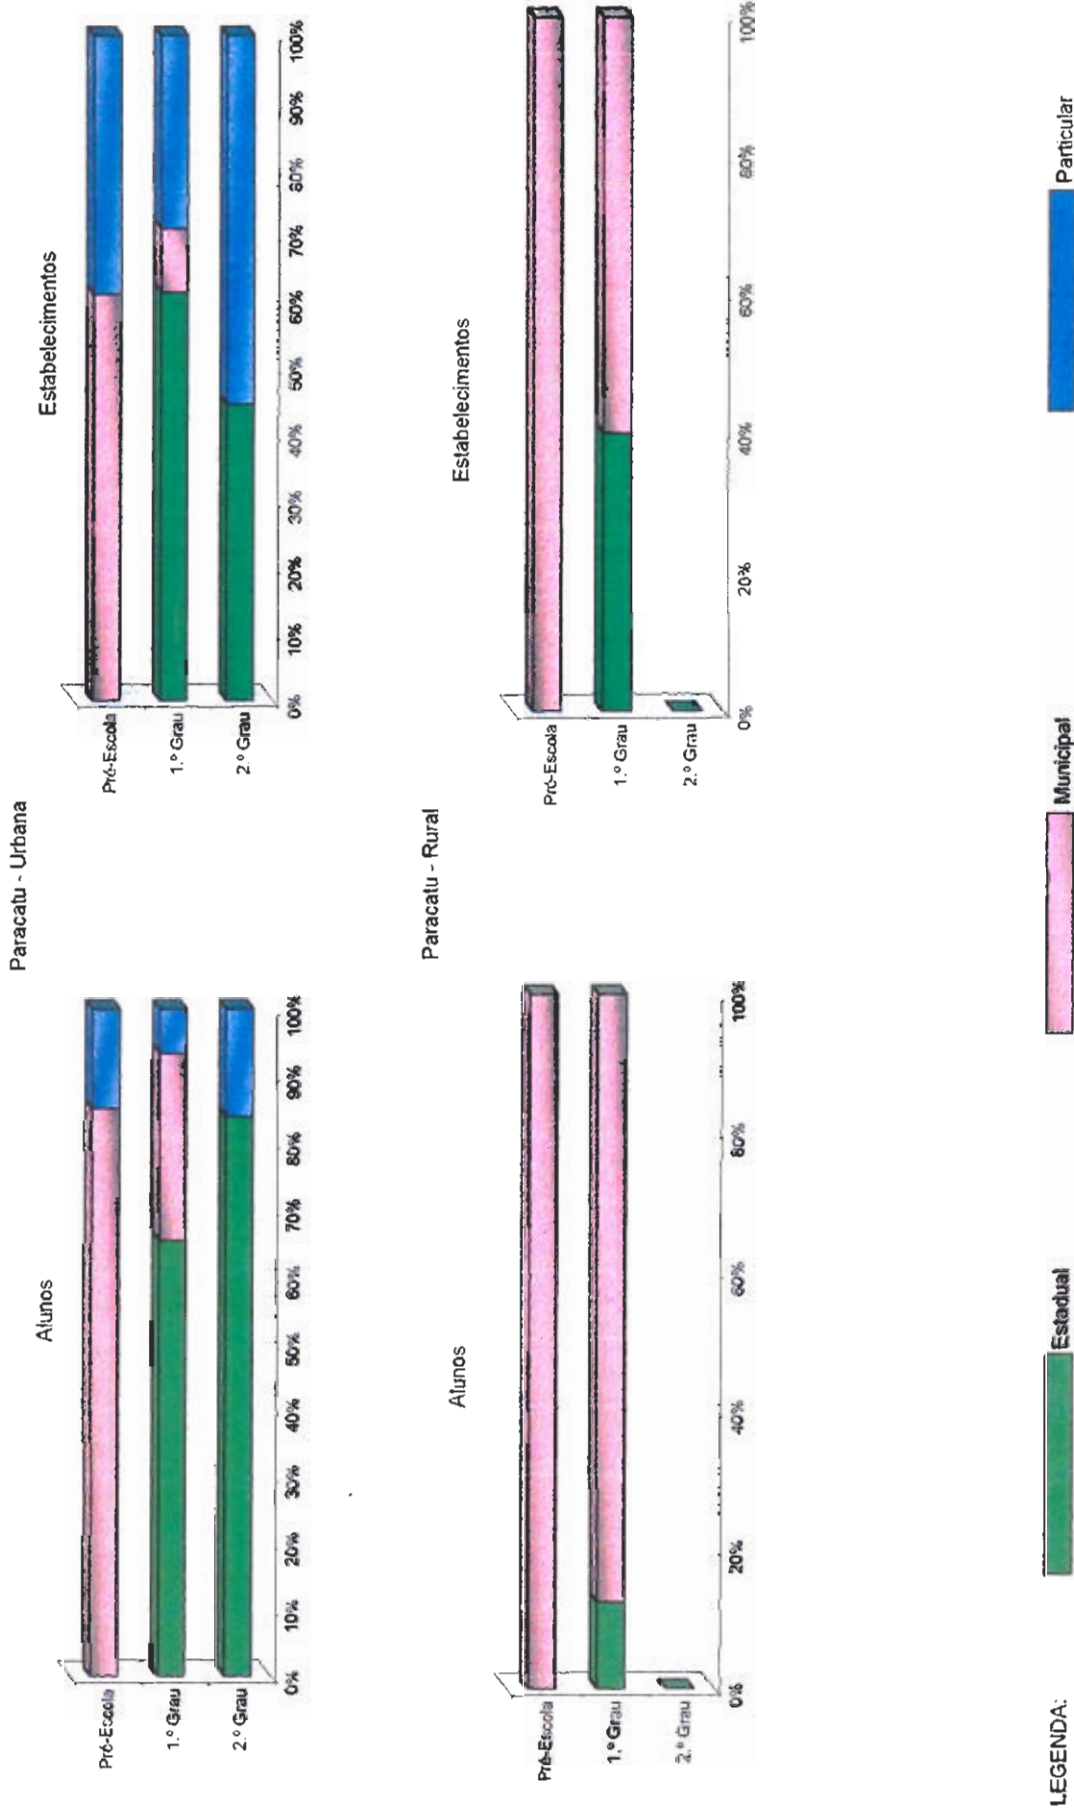 Paracatu - Urbana
Alunos
Pré-Escola
1.º Grau
2.º Grau
0% 10% 20% 30% 40% 50% 60% 70% 80% 90% 100%
Estabelecimentos
Pré-Escola
1.º Grau
2.º Grau
0% 10% 20% 30% 40% 50% 60% 70% 80% 90% 100%
Paracatu - Rural
Alunos
Pré-Escola
1.º Grau
2.º Grau
0% 20% 40% 60% 80% 100%
Estabelecimentos
Pré-Escola
1.º Grau
2.º Grau
0% 20% 40% 60% 80% 100%
LEGENDA: Estadual Municipal Particular